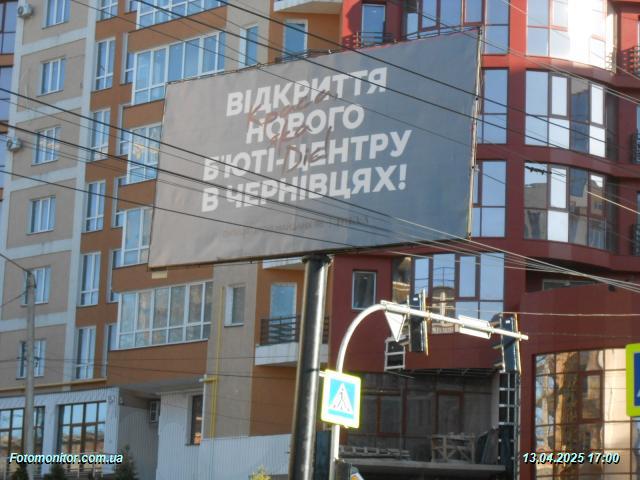 ВІДКРИТТЯ
НОВОГО
Б'ЮТІ-ЦЕНТРУ
В ЧЕРНІВЦЯХ!
Fotomonitor.com.ua
13.04.2025 17:00